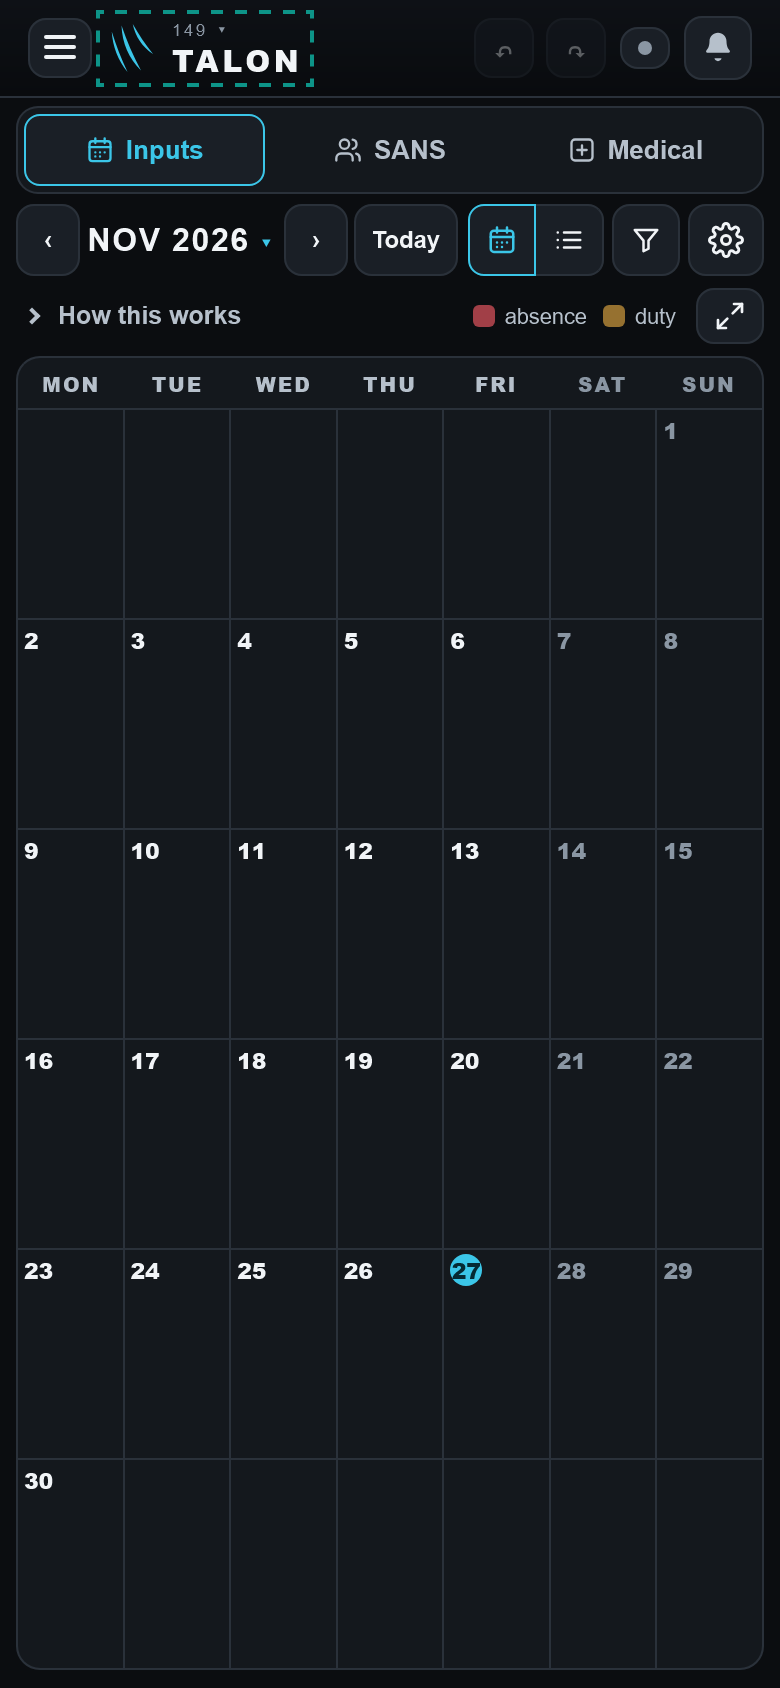 149 ▾
TALON
Inputs SANS Medical
‹ NOV 2026 ▾ › Today
How this works absence duty
MON TUE WED THU FRI SAT SUN
1
2 3 4 5 6 7 8
9 10 11 12 13 14 15
16 17 18 19 20 21 22
23 24 25 26 27 28 29
30